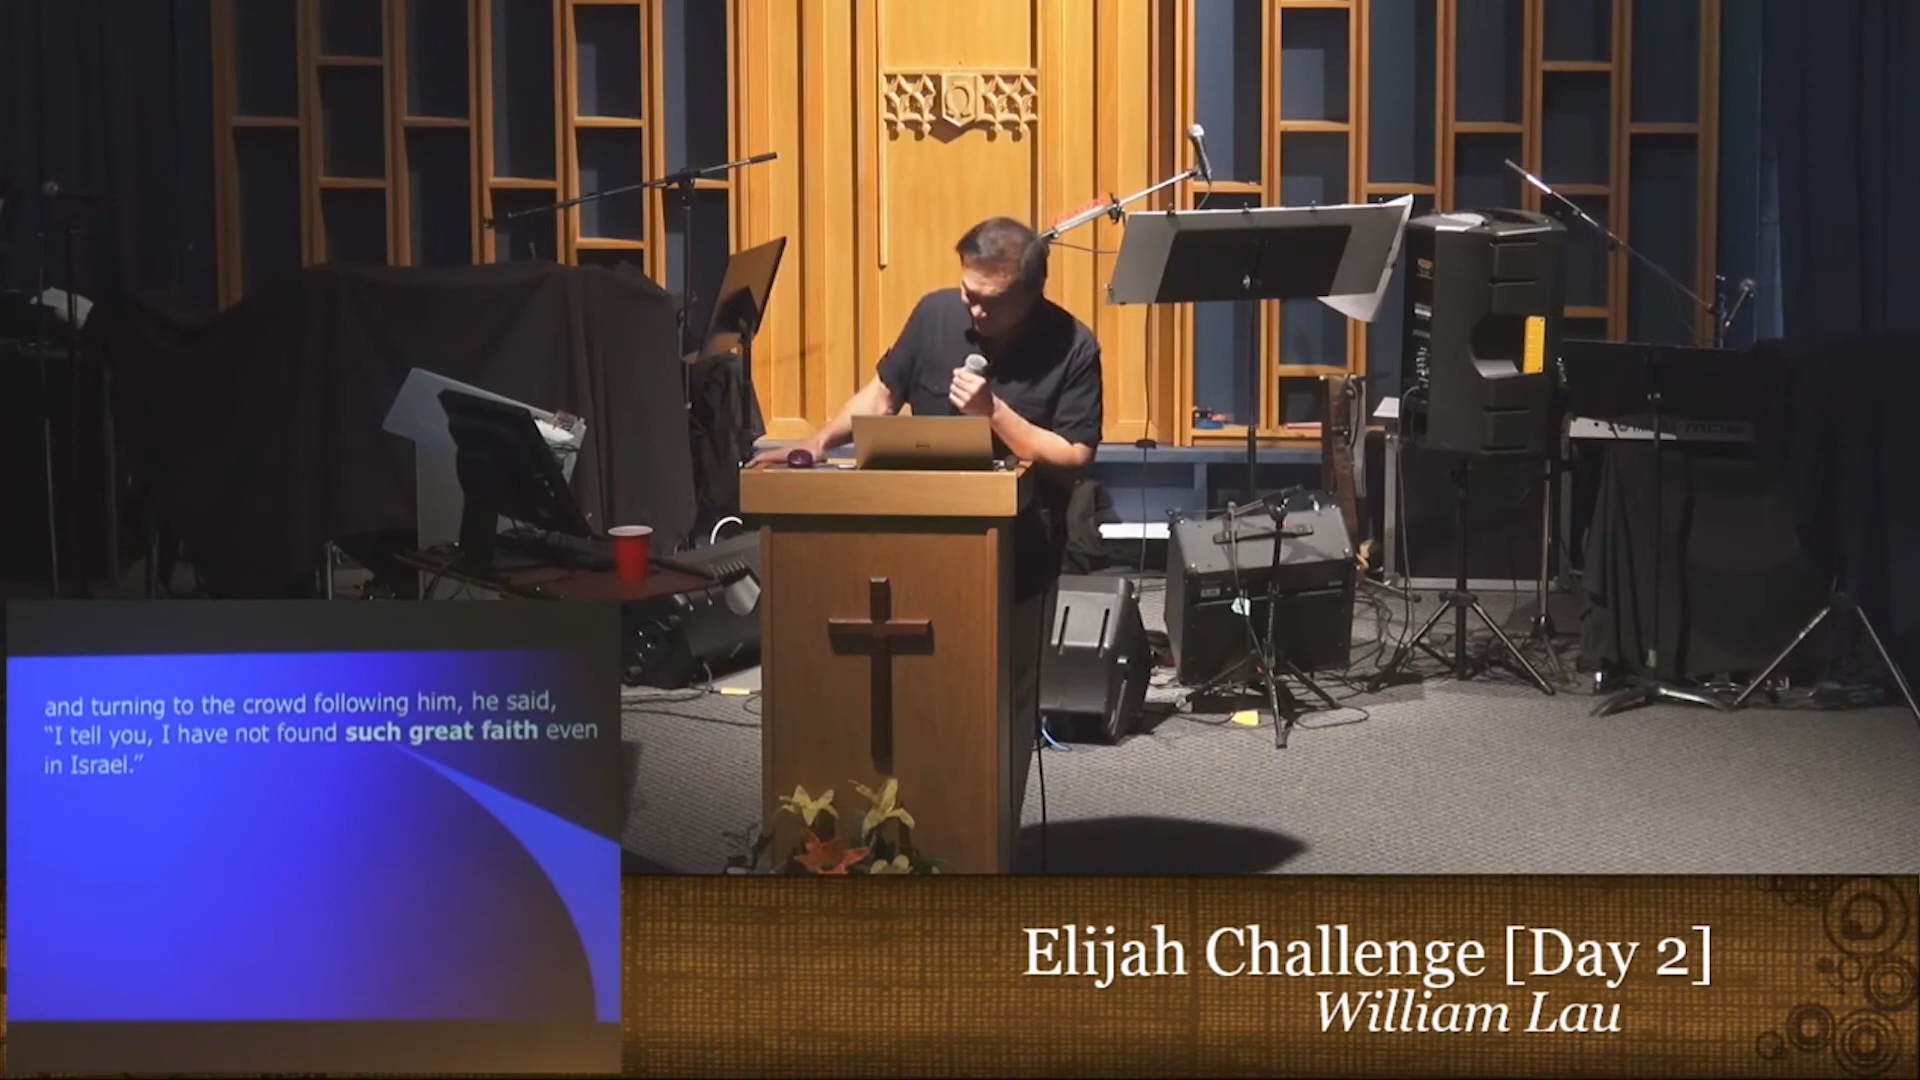 and turning to the crowd following him, he said,
“I tell you, I have not found such great faith even
in Israel.”
Elijah Challenge [Day 2]
William Lau